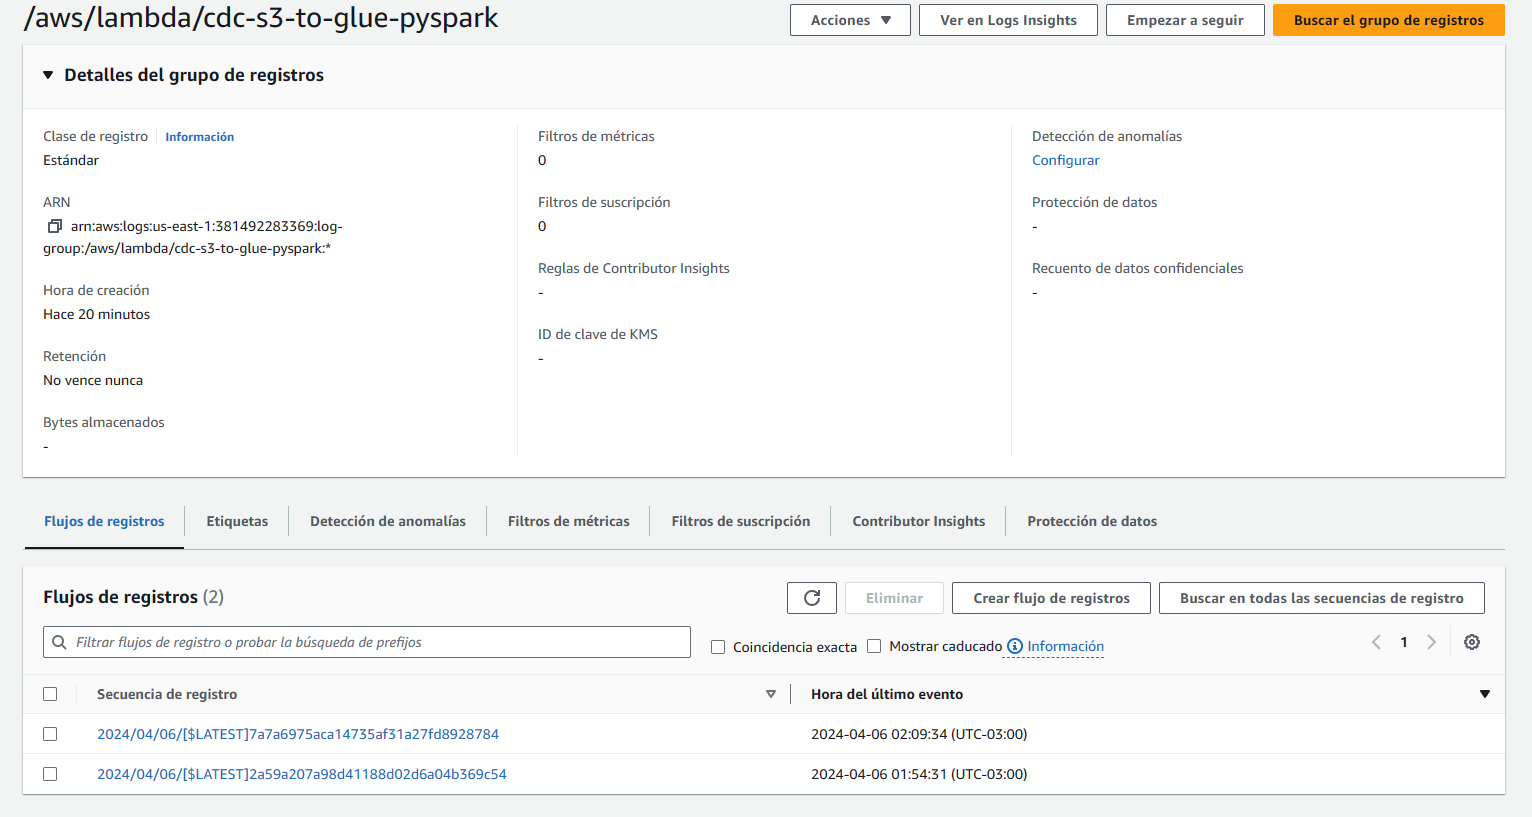 /aws/lambda/cdc-s3-to-glue-pyspark
Acciones
Ver en Logs Insights
Empezar a seguir
Buscar el grupo de registros
Detalles del grupo de registros
Clase de registro
Información
Estándar
ARN
arn:aws:logs:us-east-1:381492283369:log-
group:/aws/lambda/cdc-s3-to-glue-pyspark:*
Hora de creación
Hace 20 minutos
Retención
No vence nunca
Bytes almacenados
-
Filtros de métricas
0
Filtros de suscripción
0
Reglas de Contributor Insights
-
ID de clave de KMS
-
Detección de anomalías
Configurar
Protección de datos
-
Recuento de datos confidenciales
-
Flujos de registros
Etiquetas
Detección de anomalías
Filtros de métricas
Filtros de suscripción
Contributor Insights
Protección de datos
Flujos de registros (2)
Eliminar
Crear flujo de registros
Buscar en todas las secuencias de registro
Filtrar flujos de registro o probar la búsqueda de prefijos
Coincidencia exacta
Mostrar caducado
Información
1
Secuencia de registro
Hora del último evento
2024/04/06/[$LATEST]7a7a6975aca14735af31a27fd8928784
2024-04-06 02:09:34 (UTC-03:00)
2024/04/06/[$LATEST]2a59a207a98d41188d02d6a04b369c54
2024-04-06 01:54:31 (UTC-03:00)